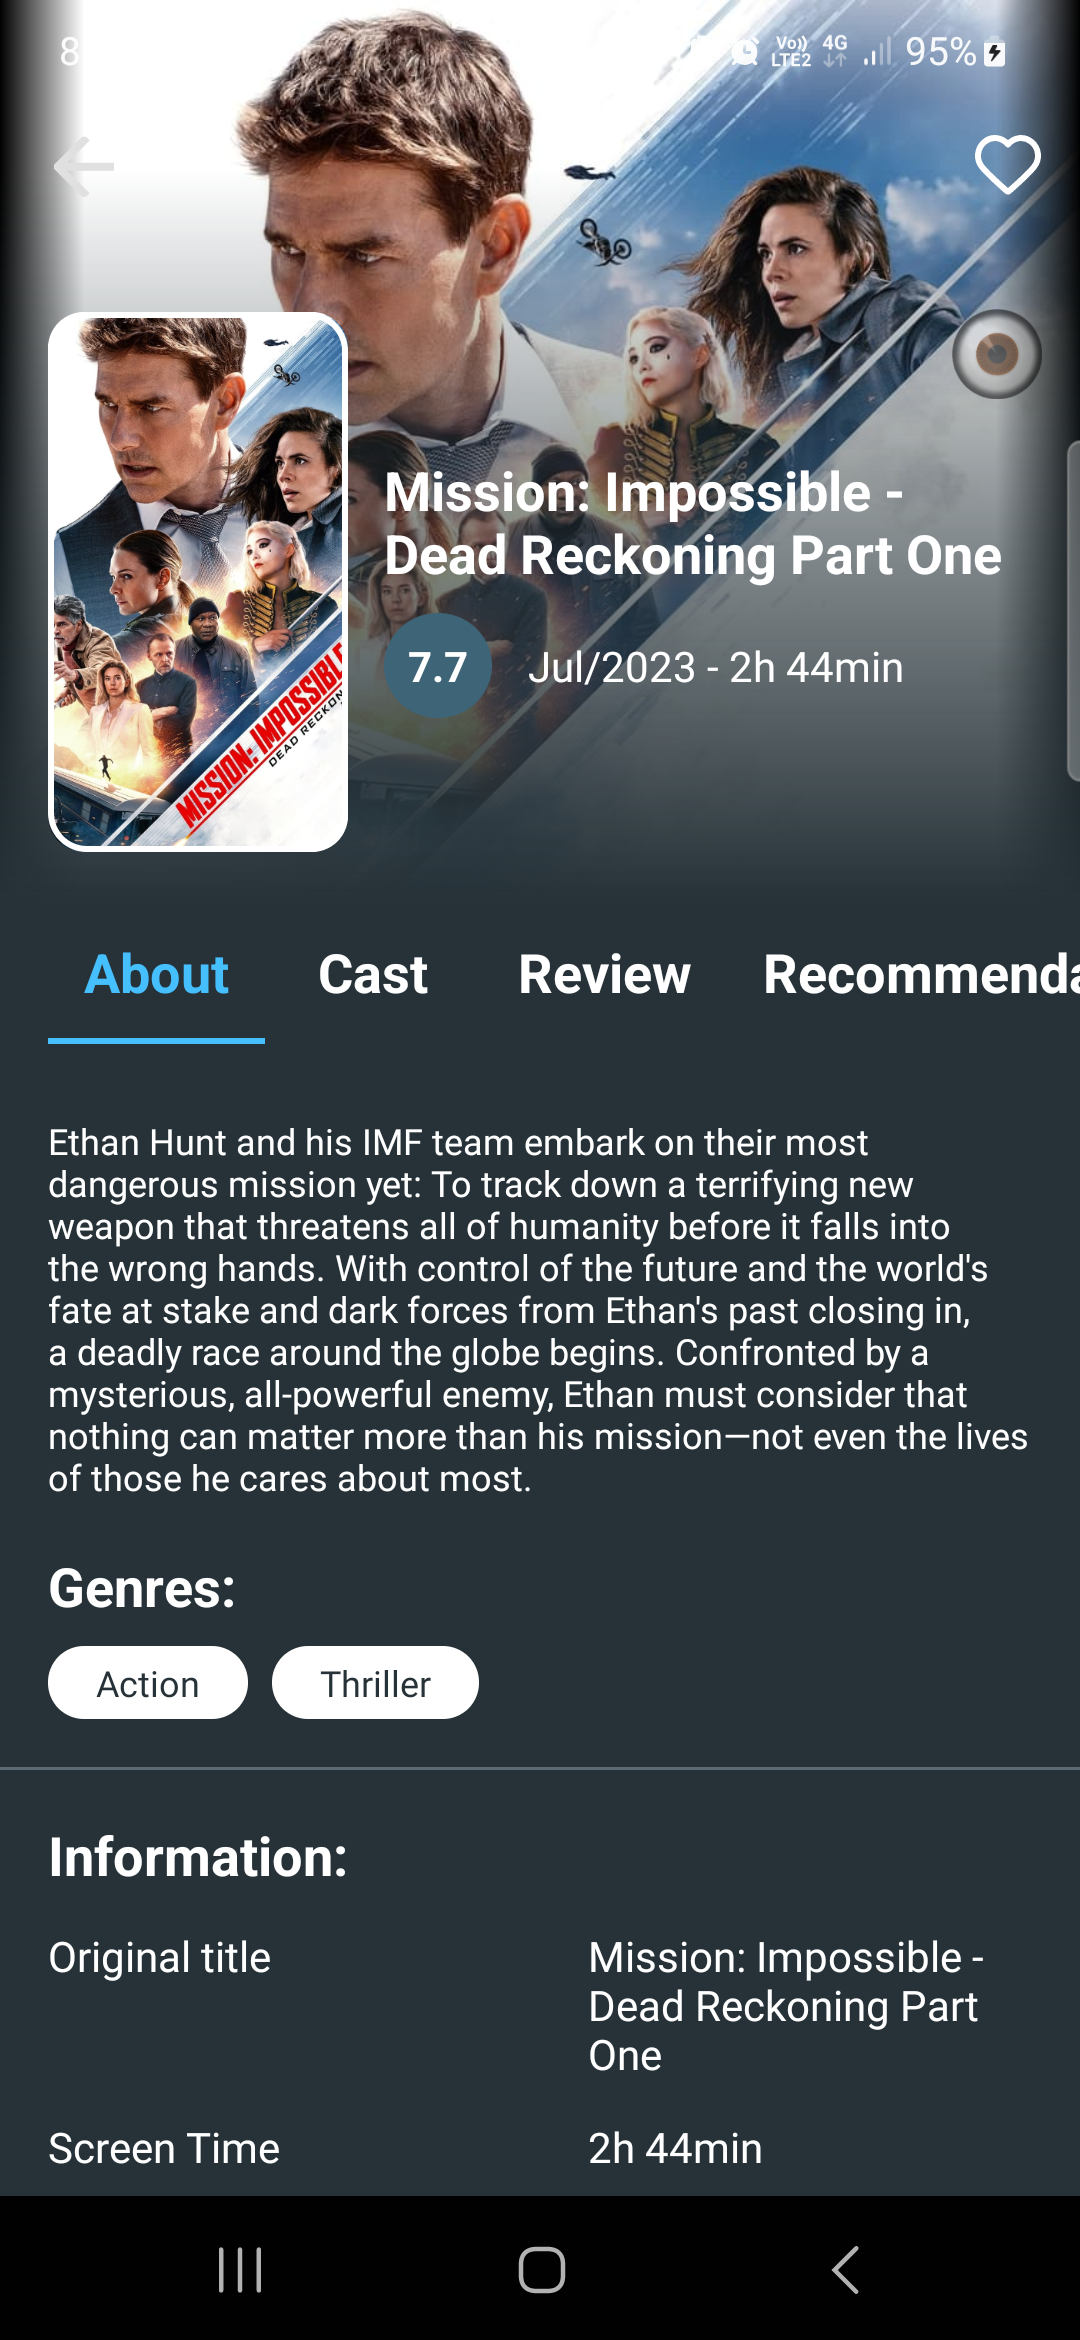 8
Vo)) 4G 95%
LTE2
MISSION: IMPOSSIBLE
DEAD RECKON
Mission: Impossible -
Dead Reckoning Part One
7.7 Jul/2023 - 2h 44min
About Cast Review Recommenda
Ethan Hunt and his IMF team embark on their most
dangerous mission yet: To track down a terrifying new
weapon that threatens all of humanity before it falls into
the wrong hands. With control of the future and the world's
fate at stake and dark forces from Ethan's past closing in,
a deadly race around the globe begins. Confronted by a
mysterious, all-powerful enemy, Ethan must consider that
nothing can matter more than his mission—not even the lives
of those he cares about most.
Genres:
Action Thriller
Information:
Original title Mission: Impossible -
Dead Reckoning Part
One
Screen Time 2h 44min